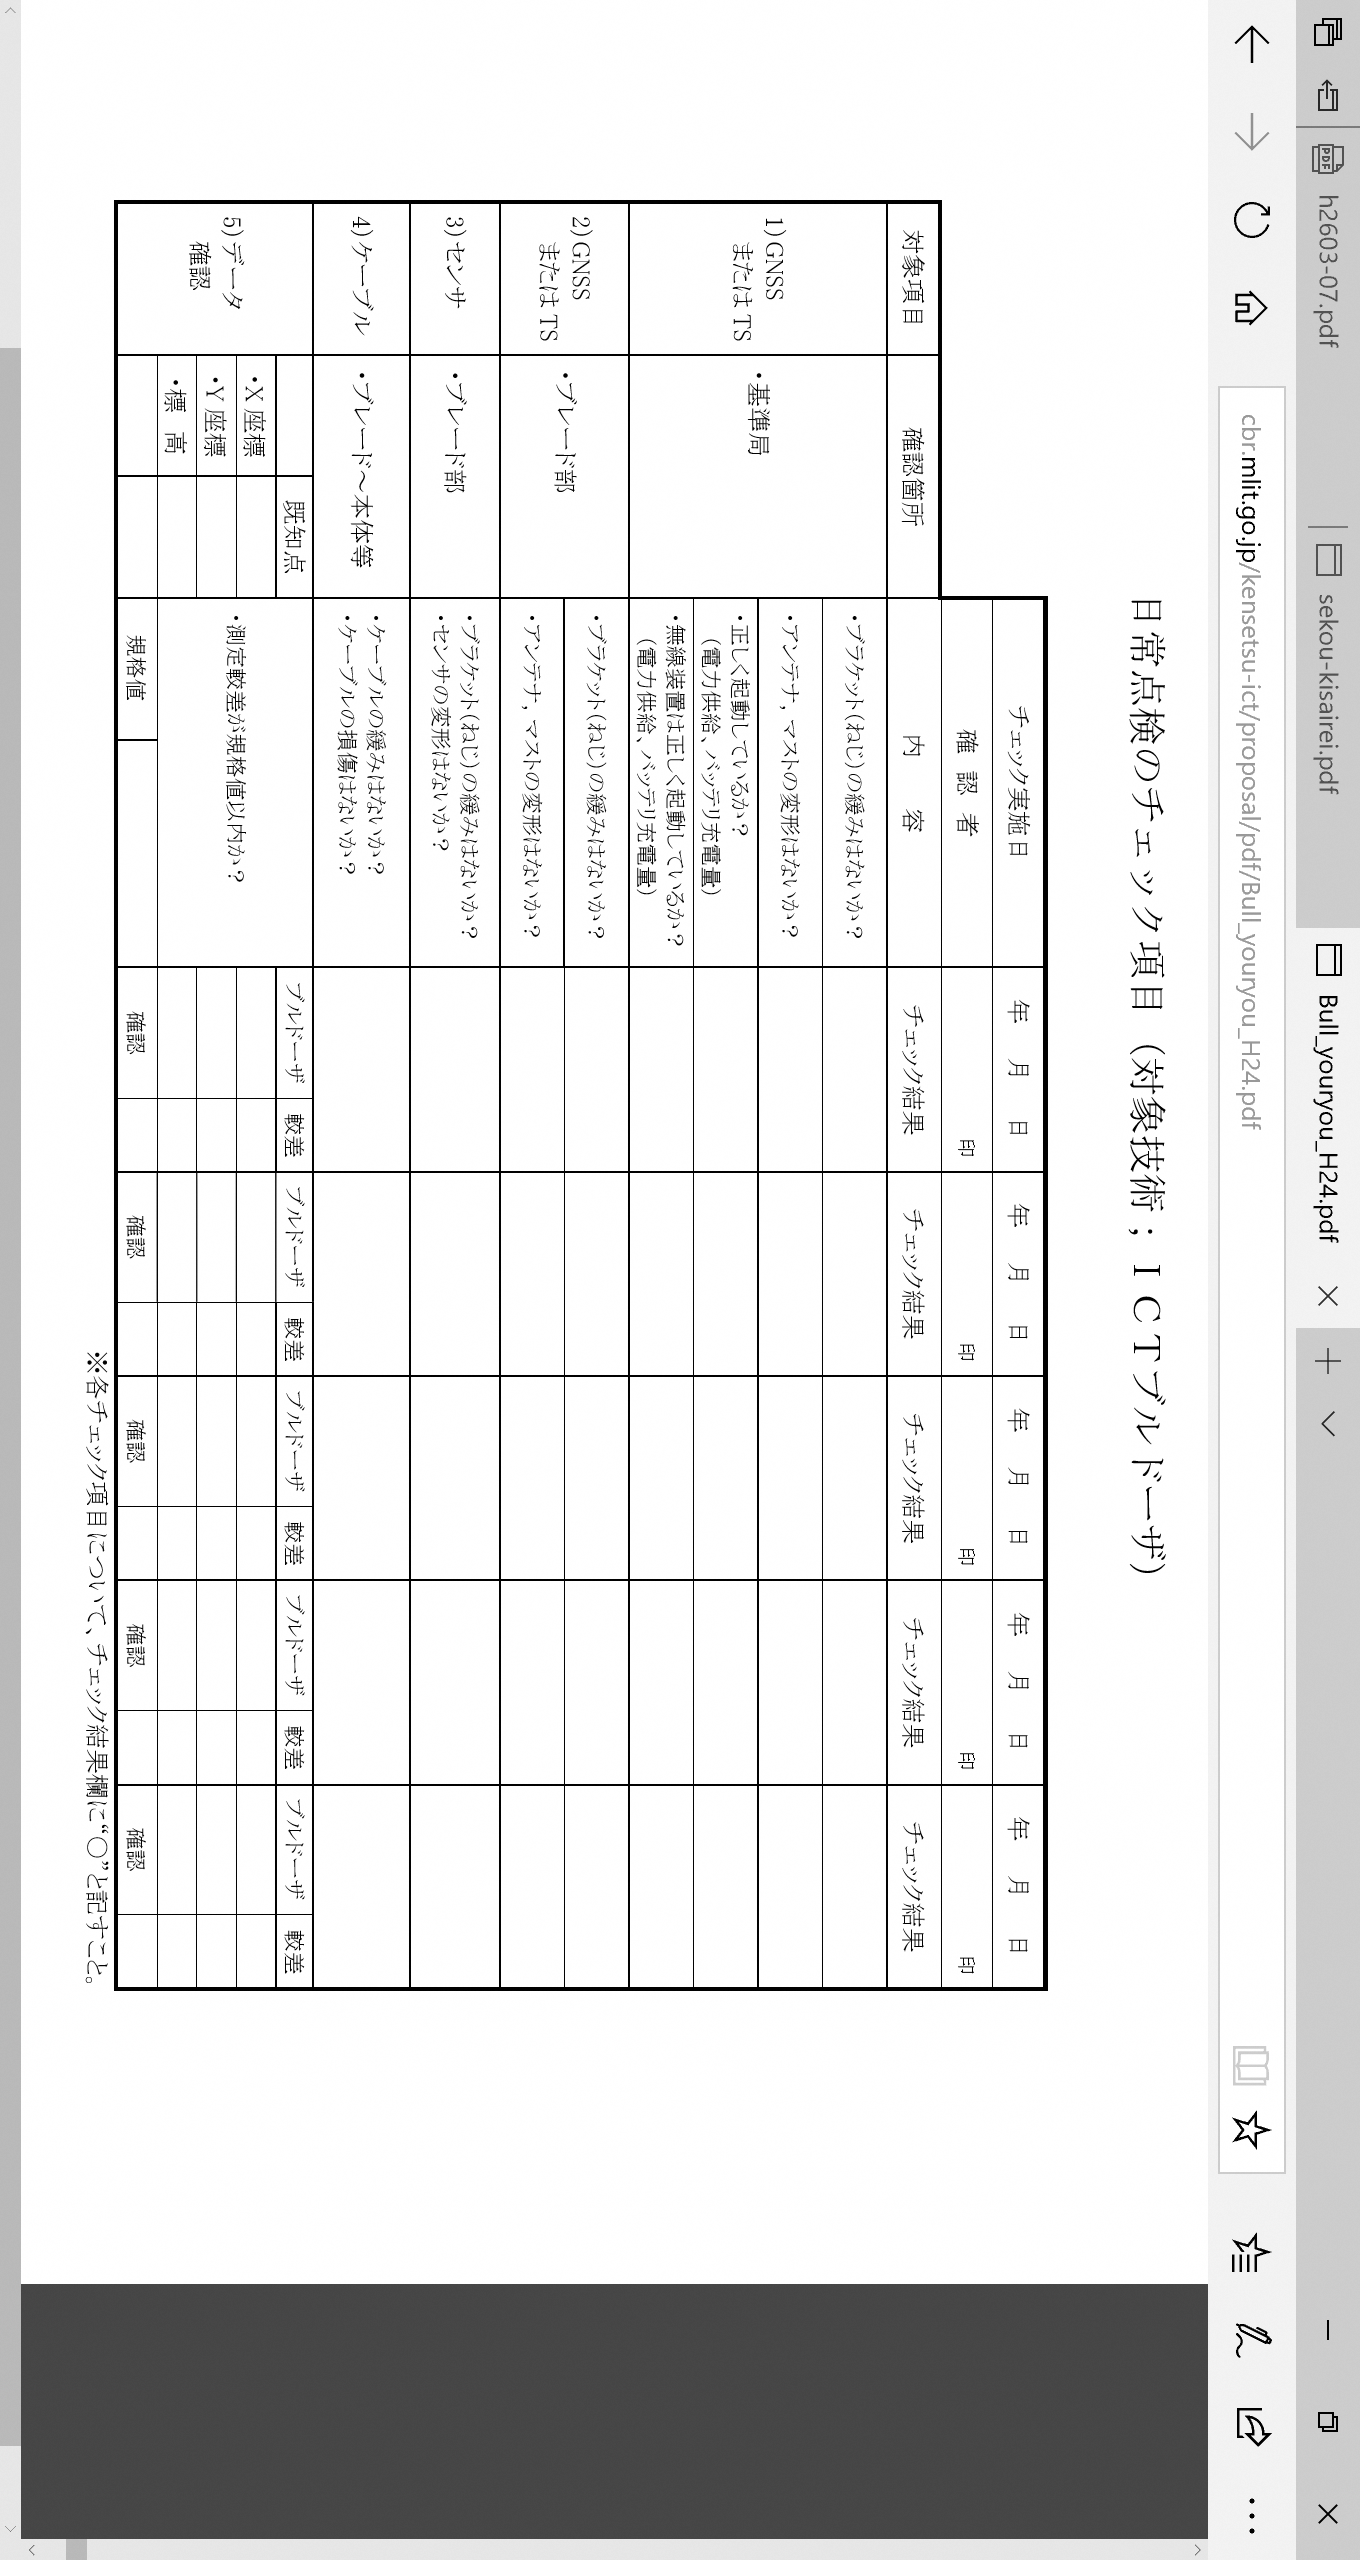 h2603-07.pdf
sekou-kisairei.pdf
Bull_youryou_H24.pdf
cbr.mlit.go.jp/kensetsu-ict/proposal/pdf/Bull_youryou_H24.pdf
日常点検のチェック項目（対象技術；ＩＣＴブルドーザ）
チェック実施日 年 月 日 年 月 日 年 月 日 年 月 日 年 月 日
確 認 者 印 印 印 印 印
対象項目 確認箇所 内 容 チェック結果 チェック結果 チェック結果 チェック結果 チェック結果
1)GNSS
または TS
・基準局
・ブラケット(ねじ)の緩みはないか？
・アンテナ，マストの変形はないか？
・正しく起動しているか？
（電力供給、バッテリ充電量）
・無線装置は正しく起動しているか？
（電力供給、バッテリ充電量）
2)GNSS
または TS
・ブレード部
・ブラケット(ねじ)の緩みはないか？
・アンテナ，マストの変形はないか？
3)センサ
・ブレード部
・ブラケット(ねじ)の緩みはないか？
・センサの変形はないか？
4)ケーブル
・ブレード～本体等
・ケーブルの緩みはないか？
・ケーブルの損傷はないか？
5)データ
確認
既知点
・X 座標
・Y 座標
・標 高
・測定較差が規格値以内か？
ブルドーザ 較差 ブルドーザ 較差 ブルドーザ 較差 ブルドーザ 較差 ブルドーザ 較差
規格値 確認 確認 確認 確認 確認
※各チェック項目について、チェック結果欄に“○”と記すこと。